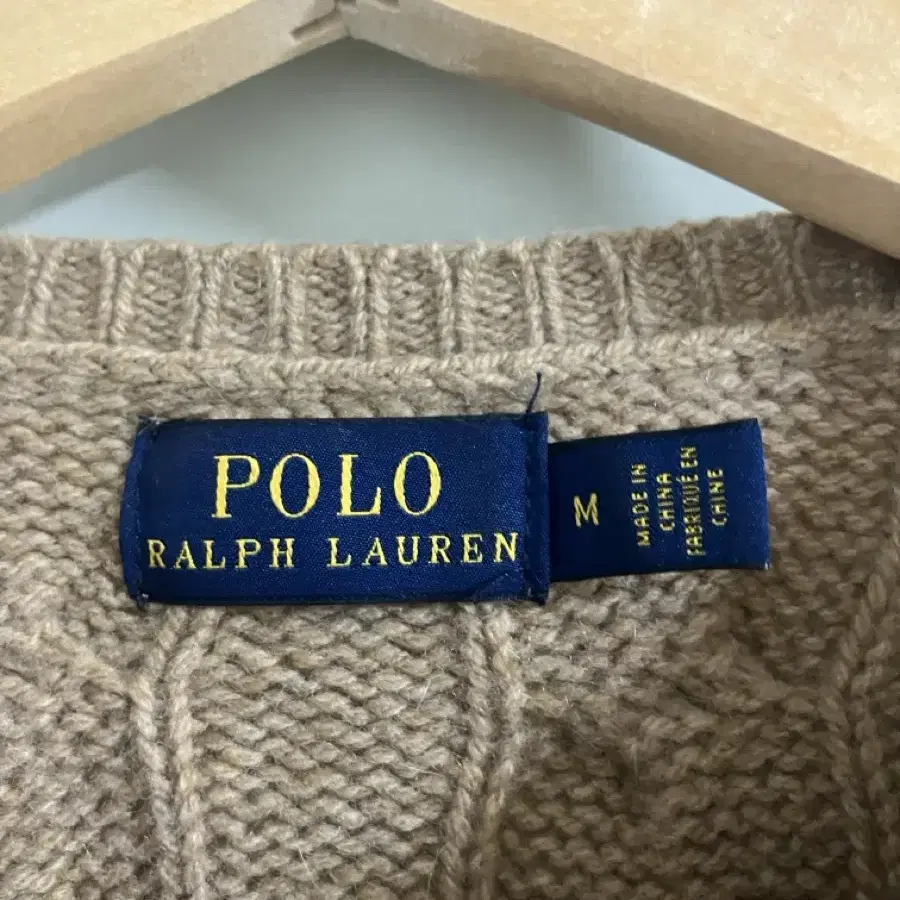 POLO
RALPH LAUREN
M
MADE IN
CHINA
FABRIQUÉ EN
CHINE